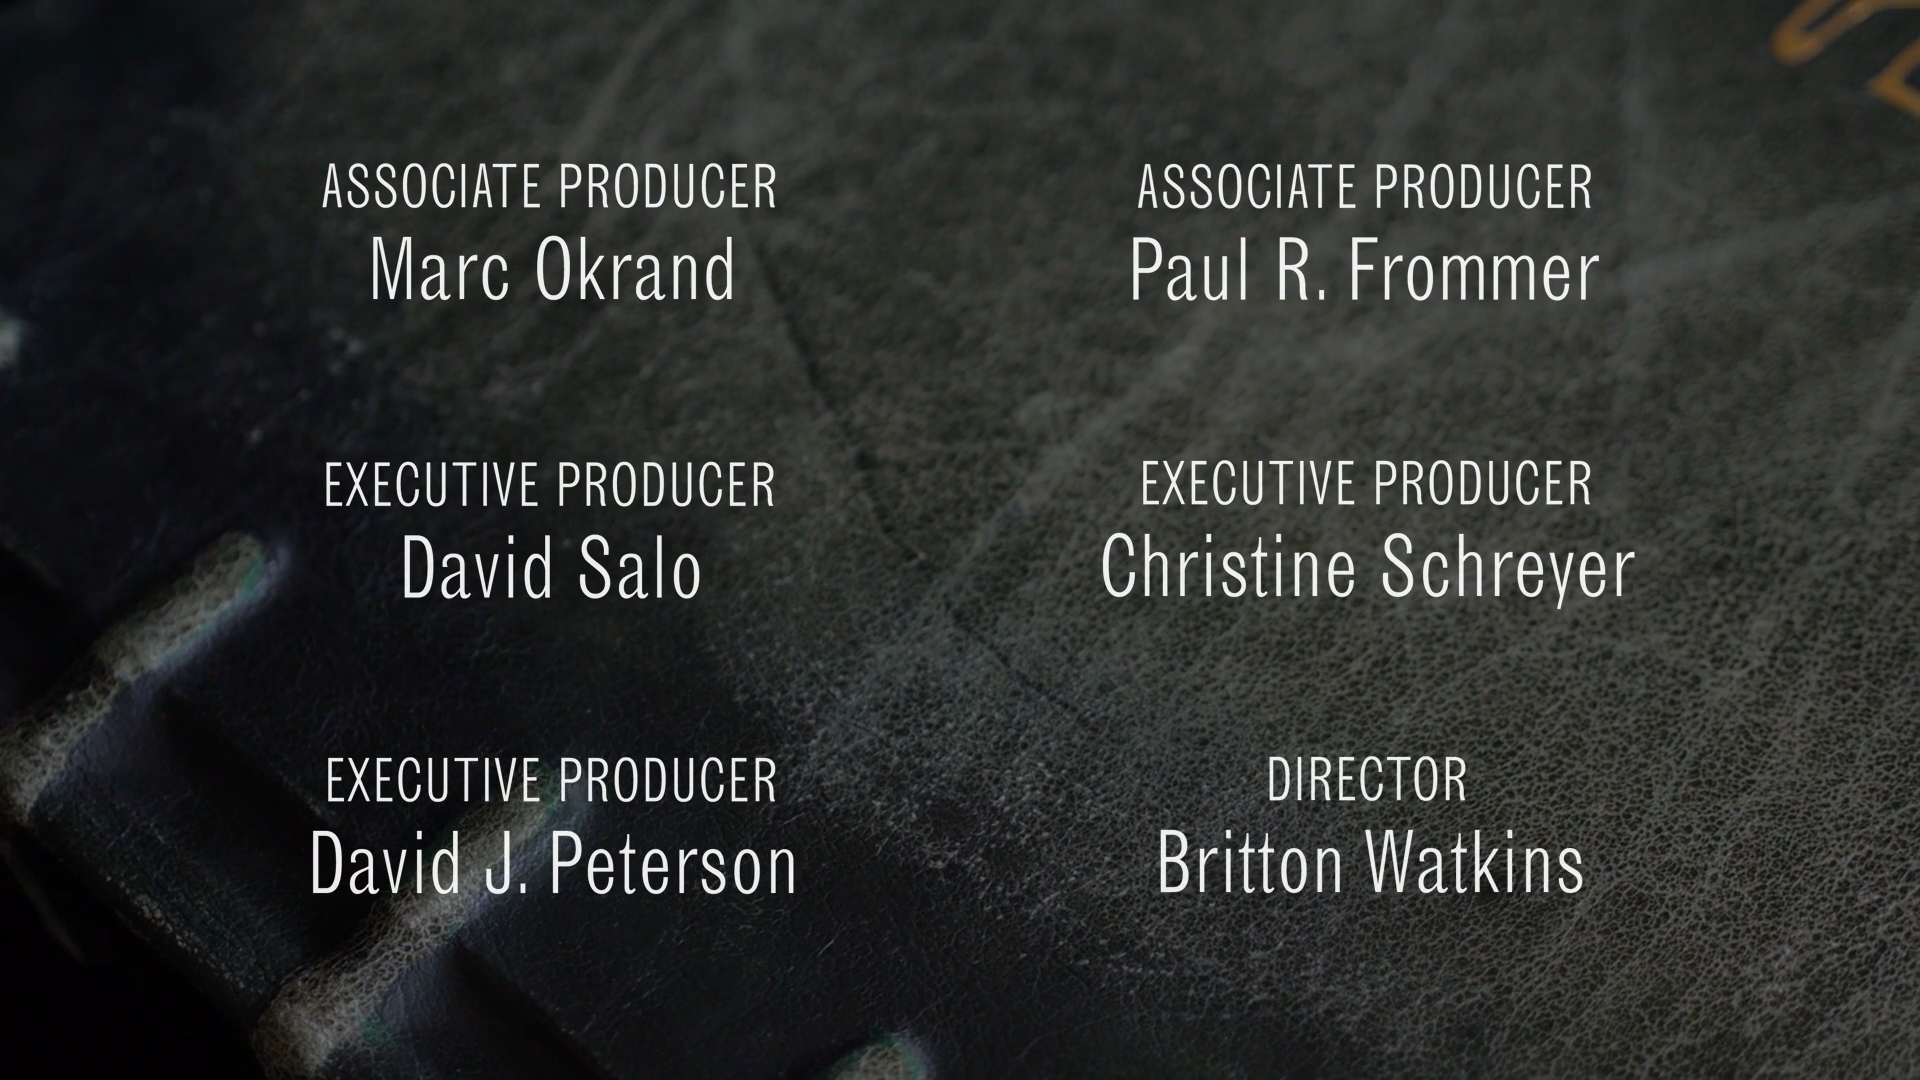 ASSOCIATE PRODUCER
Marc Okrand
ASSOCIATE PRODUCER
Paul R. Frommer
EXECUTIVE PRODUCER
David Salo
EXECUTIVE PRODUCER
Christine Schreyer
EXECUTIVE PRODUCER
David J. Peterson
DIRECTOR
Britton Watkins